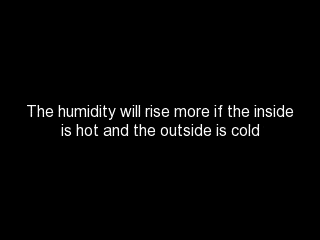 The humidity will rise more if the inside
is hot and the outside is cold